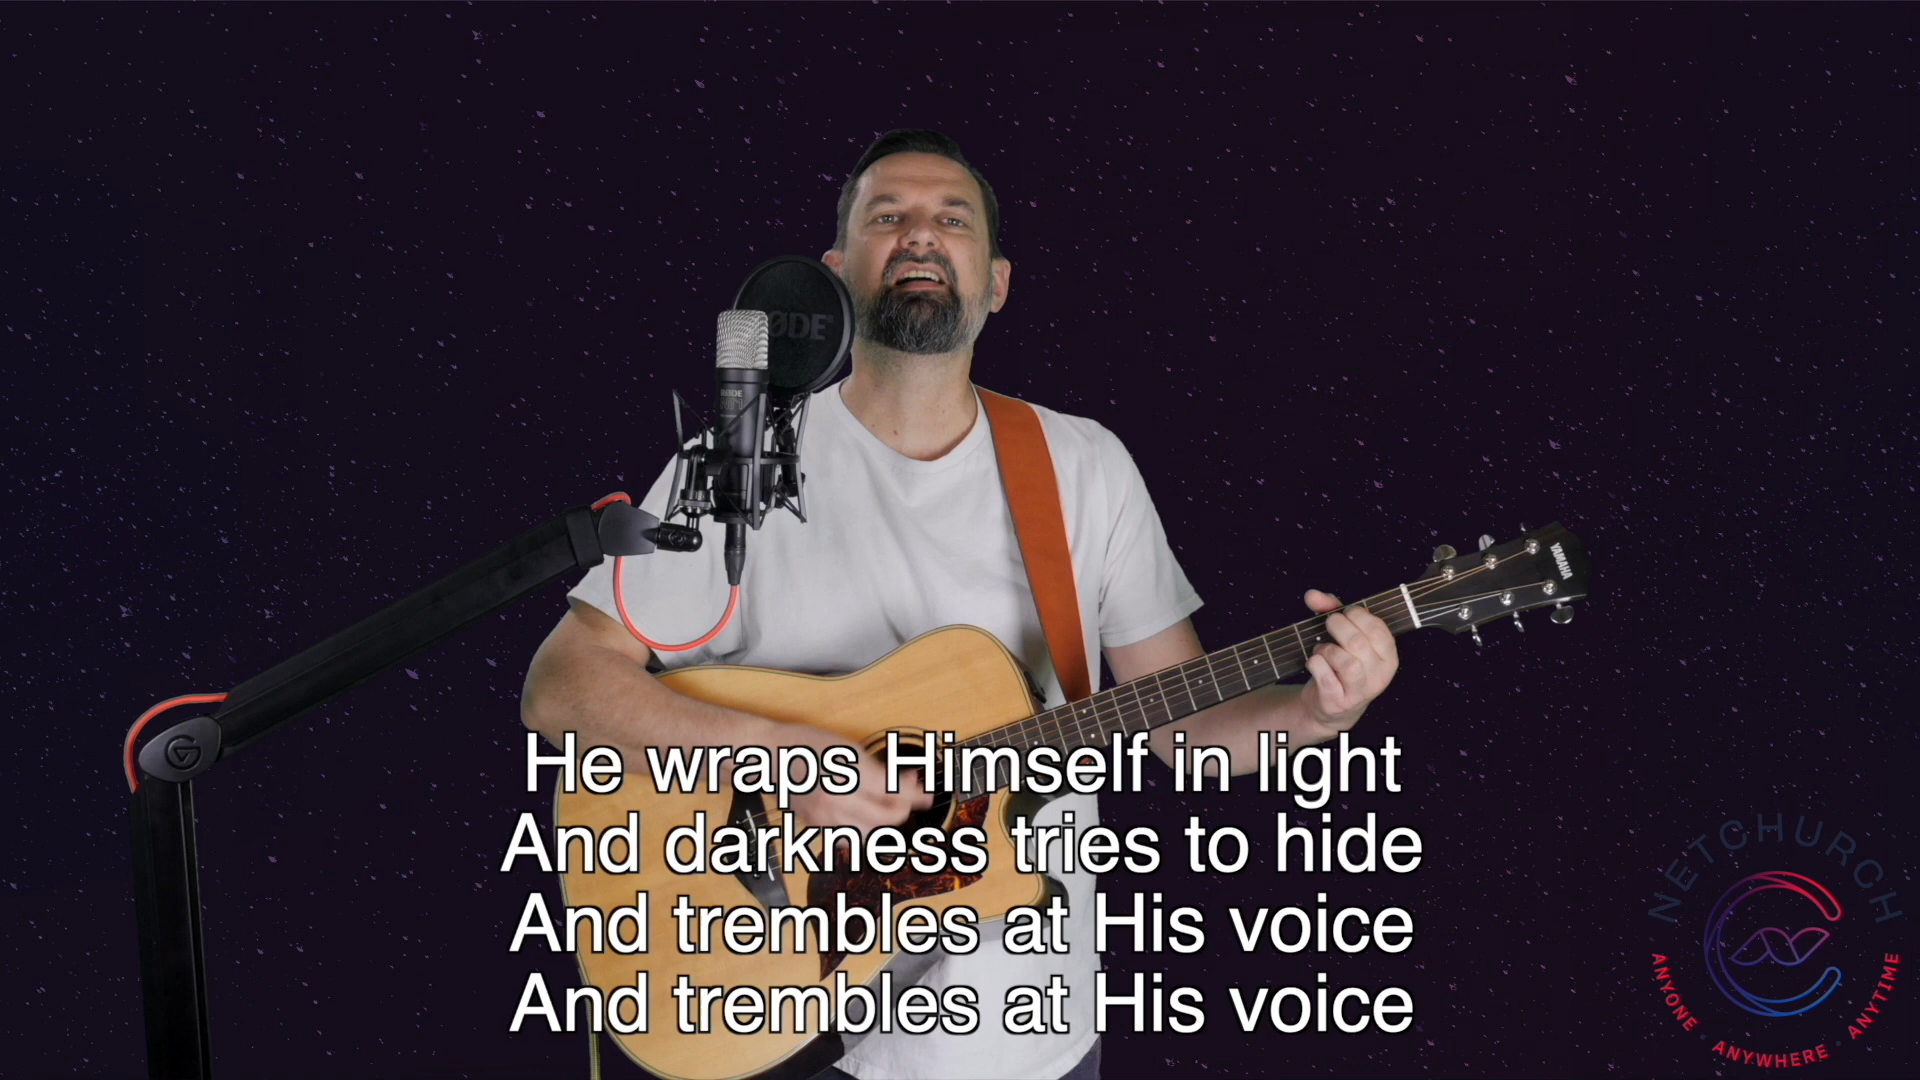 RØDE
YAMAHA
He wraps Himself in light
And darkness tries to hide
And trembles at His voice
And trembles at His voice
NETCHURCH
ANYONE · ANYWHERE · ANYTIME